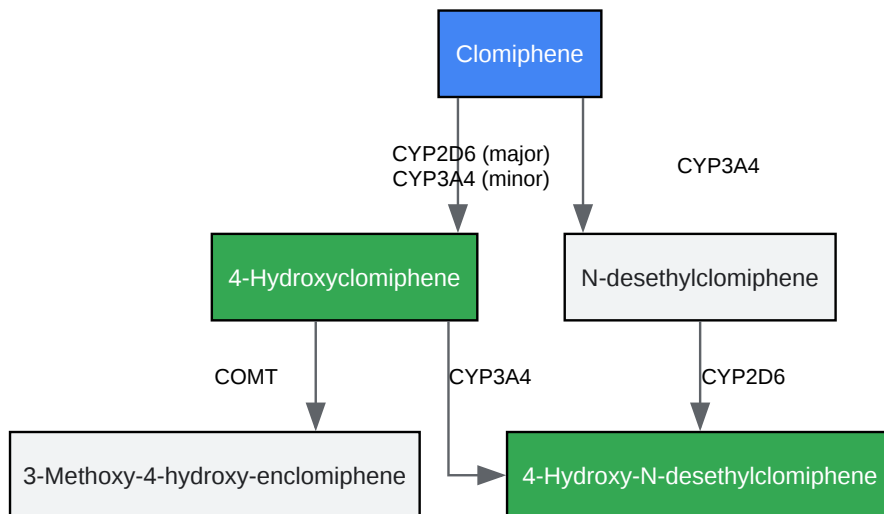 Clomiphene
CYP2D6 (major)
CYP3A4 (minor)
CYP3A4
4-Hydroxyclomiphene
N-desethylclomiphene
COMT
CYP3A4
CYP2D6
3-Methoxy-4-hydroxy-enclomiphene
4-Hydroxy-N-desethylclomiphene